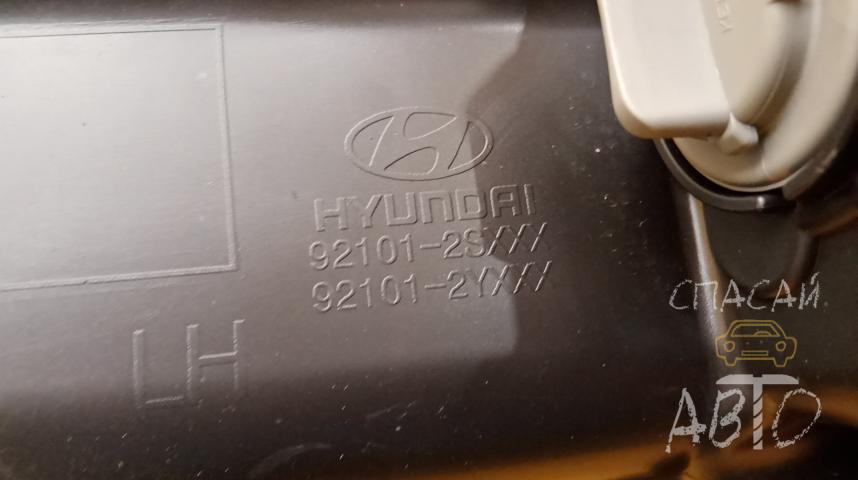 HYUNDAI
92101-2SXXX
92101-2YXXX
LH
СПАСАЙ
АВТО